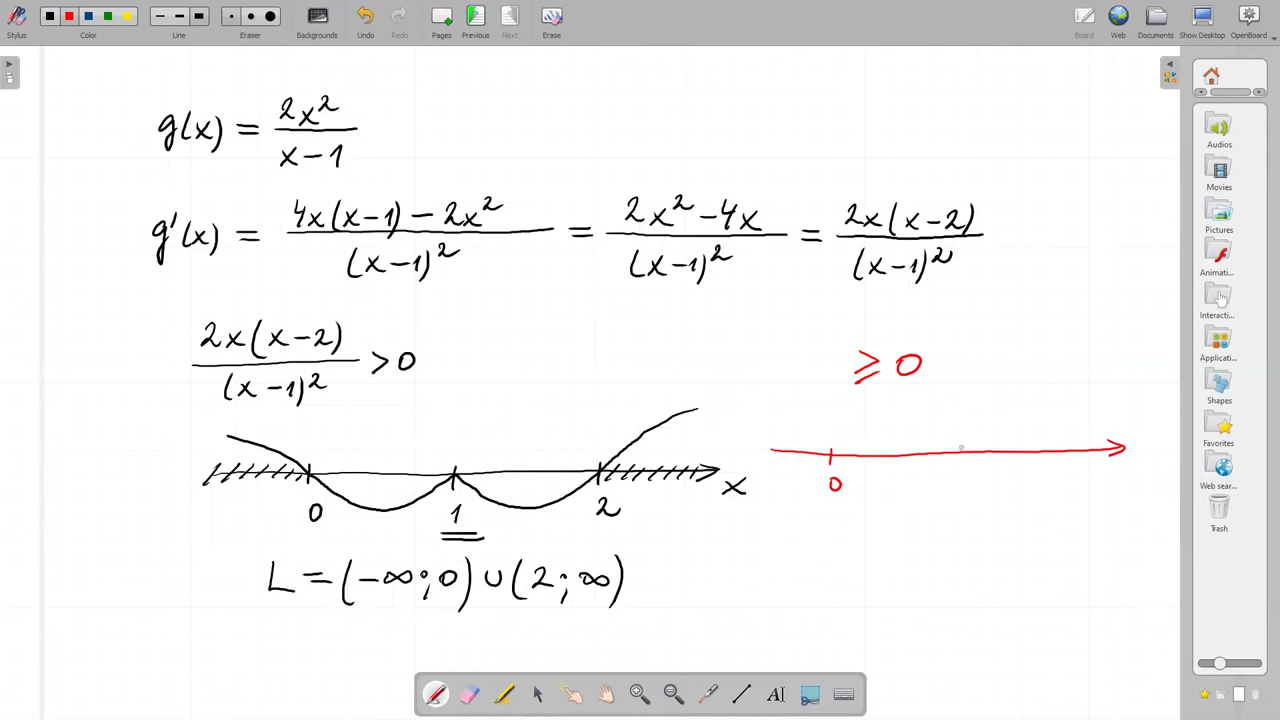 Stylus Color Line Eraser Backgrounds Undo Redo Pages Previous Next Erase Board Web Documents Show Desktop OpenBoard
g(x) = 2x² / x-1
g'(x) = 4x(x-1) - 2x² / (x-1)² = 2x² - 4x / (x-1)² = 2x(x-2) / (x-1)²
2x(x-2) / (x-1)² > 0
≥ 0
0 1 2 x
0
L = (-∞; 0) ∪ (2; ∞)
Audios
Movies
Pictures
Animati...
Interacti...
Applicat...
Shapes
Favorites
Web sear...
Trash